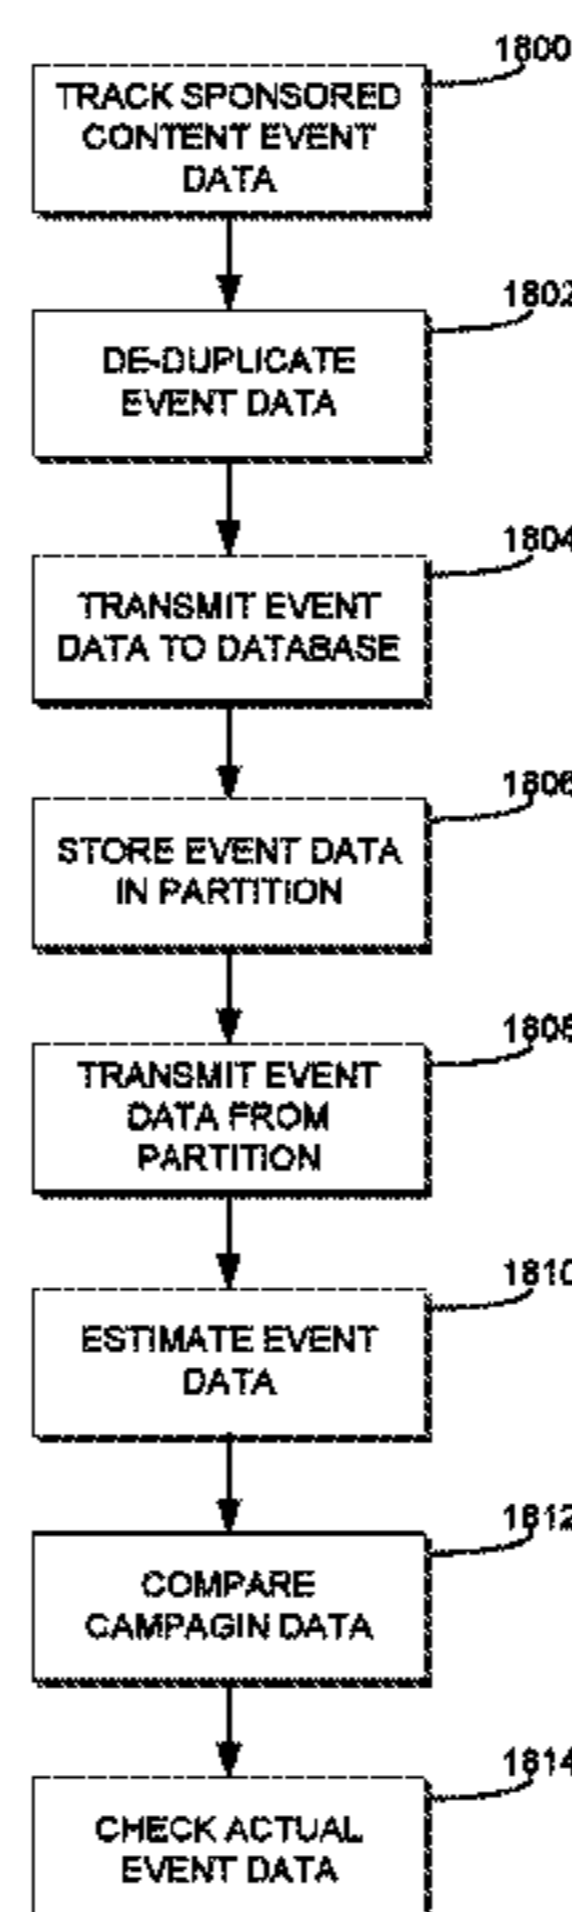 1800
TRACK SPONSORED
CONTENT EVENT
DATA
1802
DE-DUPLICATE
EVENT DATA
1804
TRANSMIT EVENT
DATA TO DATABASE
1806
STORE EVENT DATA
IN PARTITION
1808
TRANSMIT EVENT
DATA FROM
PARTITION
1810
ESTIMATE EVENT
DATA
1812
COMPARE
CAMPAGIN DATA
1814
CHECK ACTUAL
EVENT DATA